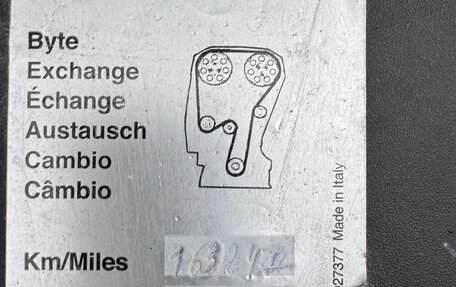 Byte
Exchange
Échange
Austausch
Cambio
Câmbio
Km/Miles
27377 Made in Italy